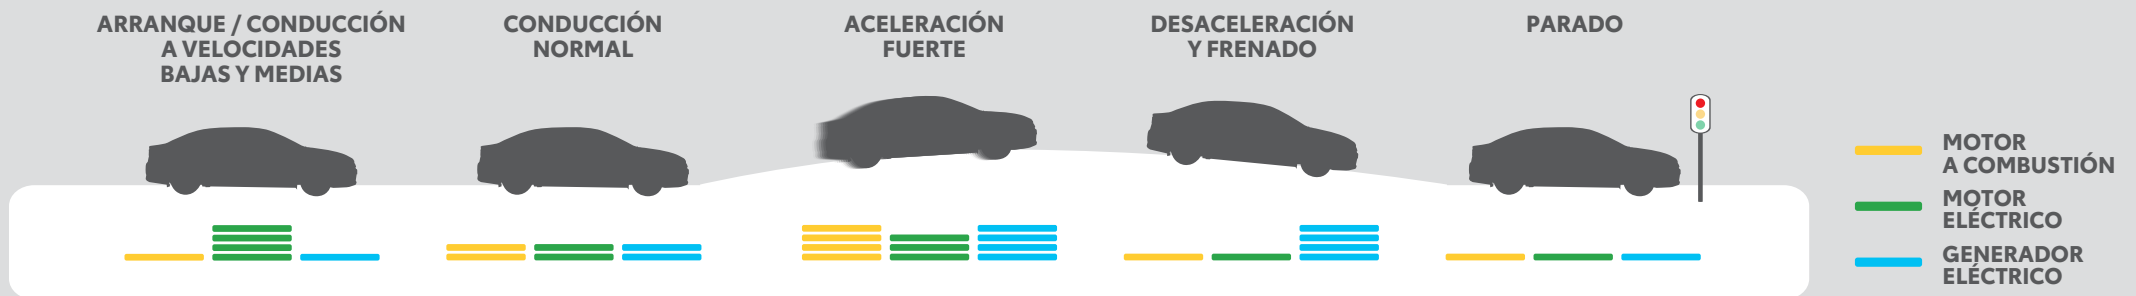 ARRANQUE / CONDUCCIÓN
A VELOCIDADES
BAJAS Y MEDIAS
CONDUCCIÓN
NORMAL
ACELERACIÓN
FUERTE
DESACELERACIÓN
Y FRENADO
PARADO
MOTOR
A COMBUSTIÓN
MOTOR
ELÉCTRICO
GENERADOR
ELÉCTRICO